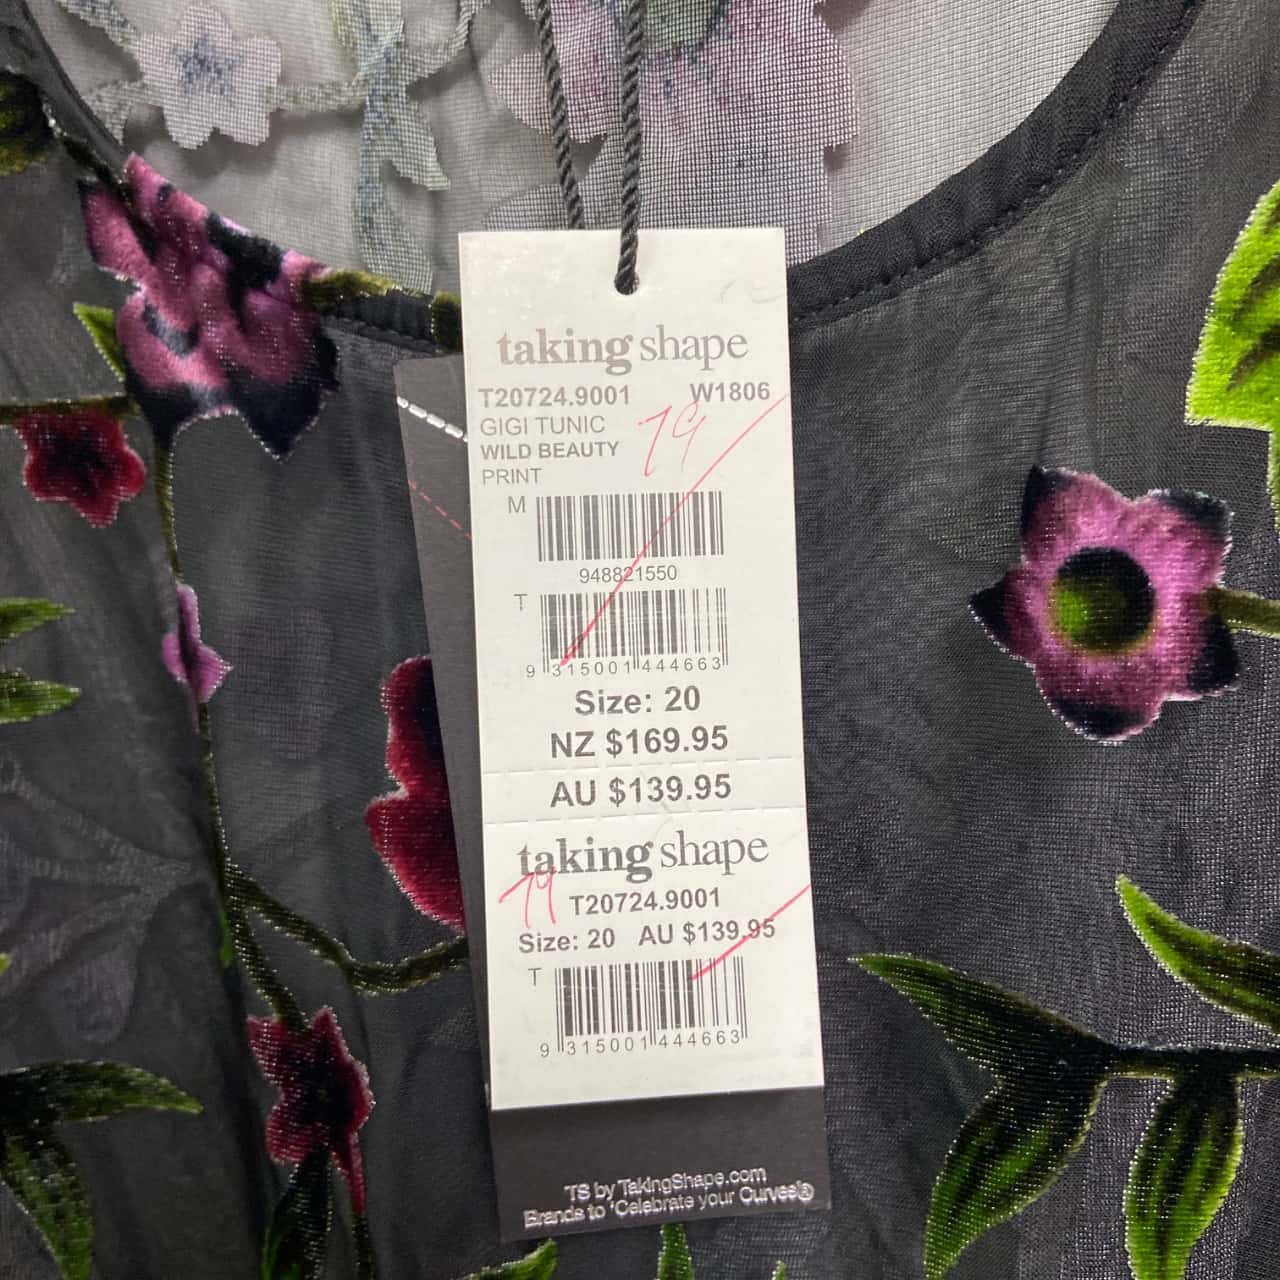 taking shape
T20724.9001 W1806
GIGI TUNIC 79
WILD BEAUTY
PRINT
M
948821550
T
9 315001 444663
Size: 20
NZ $169.95
AU $139.95
taking shape
79 T20724.9001
Size: 20 AU $139.95
T
9 315001 444663
TS by TakingShape.com
Brands to 'Celebrate your Curves'®